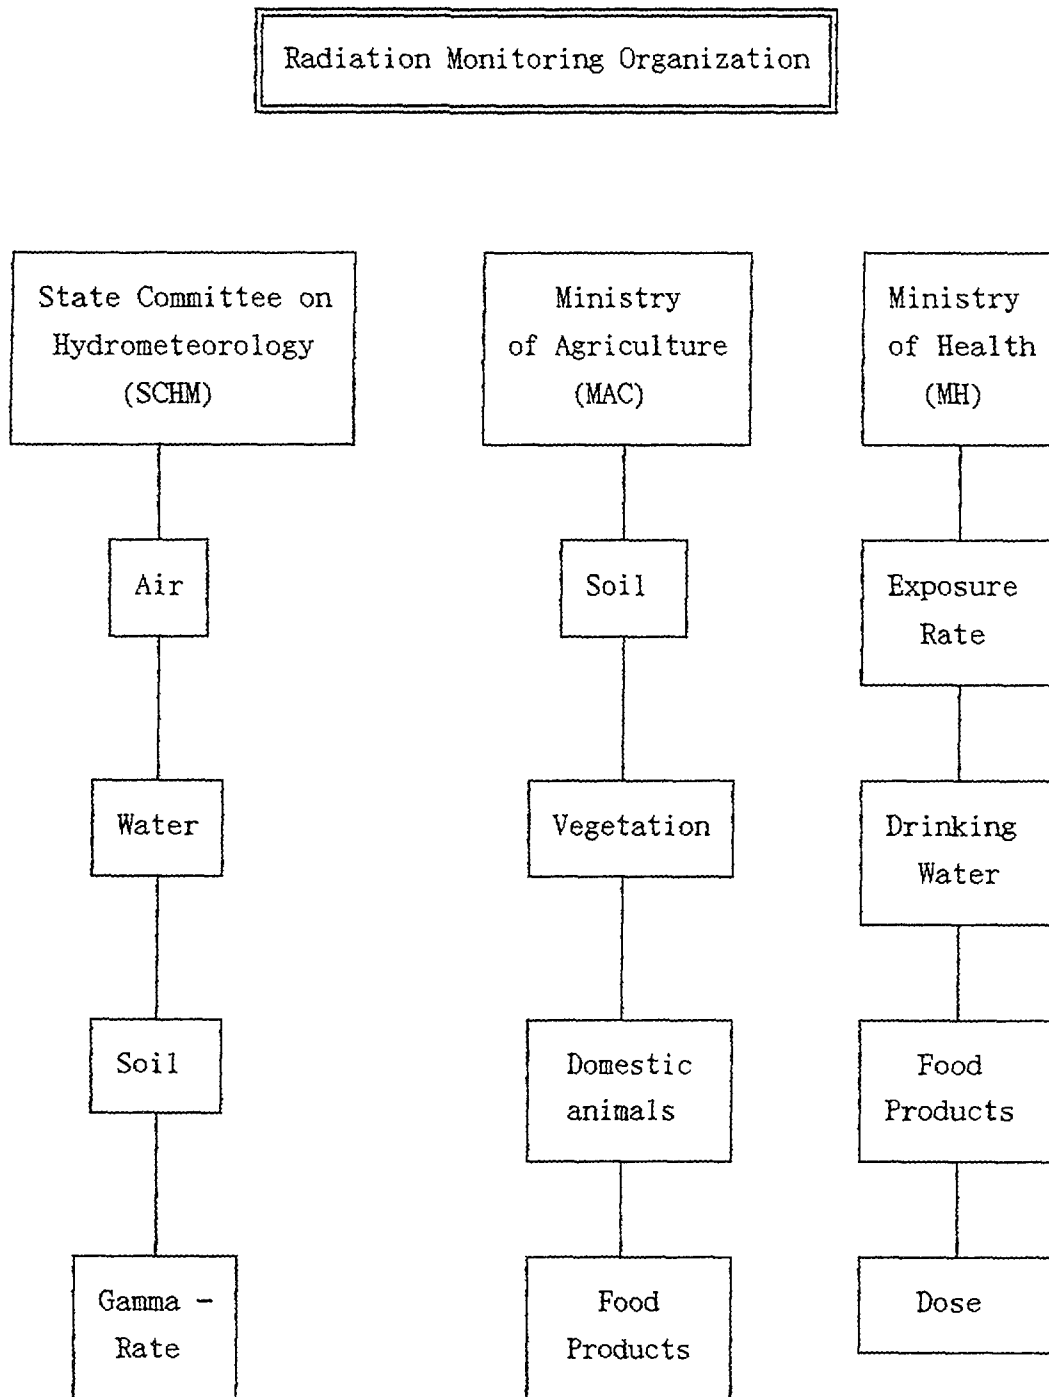 Radiation Monitoring Organization
State Committee on
Hydrometeorology
(SCHM)
Air
Water
Soil
Gamma -
Rate
Ministry
of Agriculture
(MAC)
Soil
Vegetation
Domestic
animals
Food
Products
Ministry
of Health
(MH)
Exposure
Rate
Drinking
Water
Food
Products
Dose